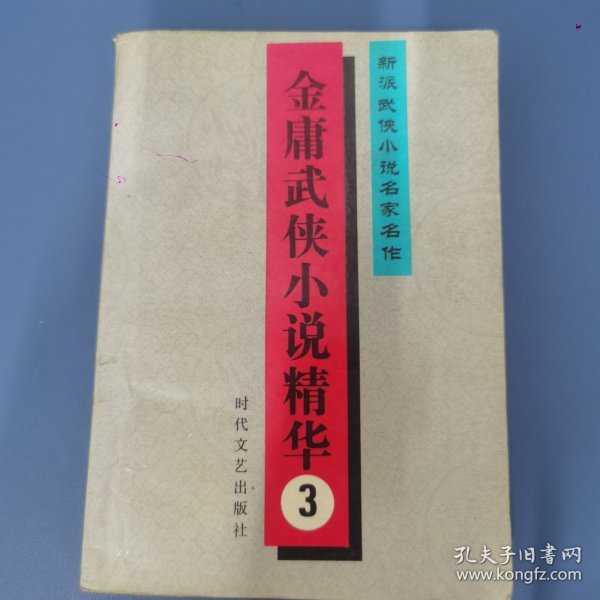 新派武侠小说名家名作
金庸武侠小说精华
3
时代文艺出版社
孔夫子旧书网
www.kongfz.com